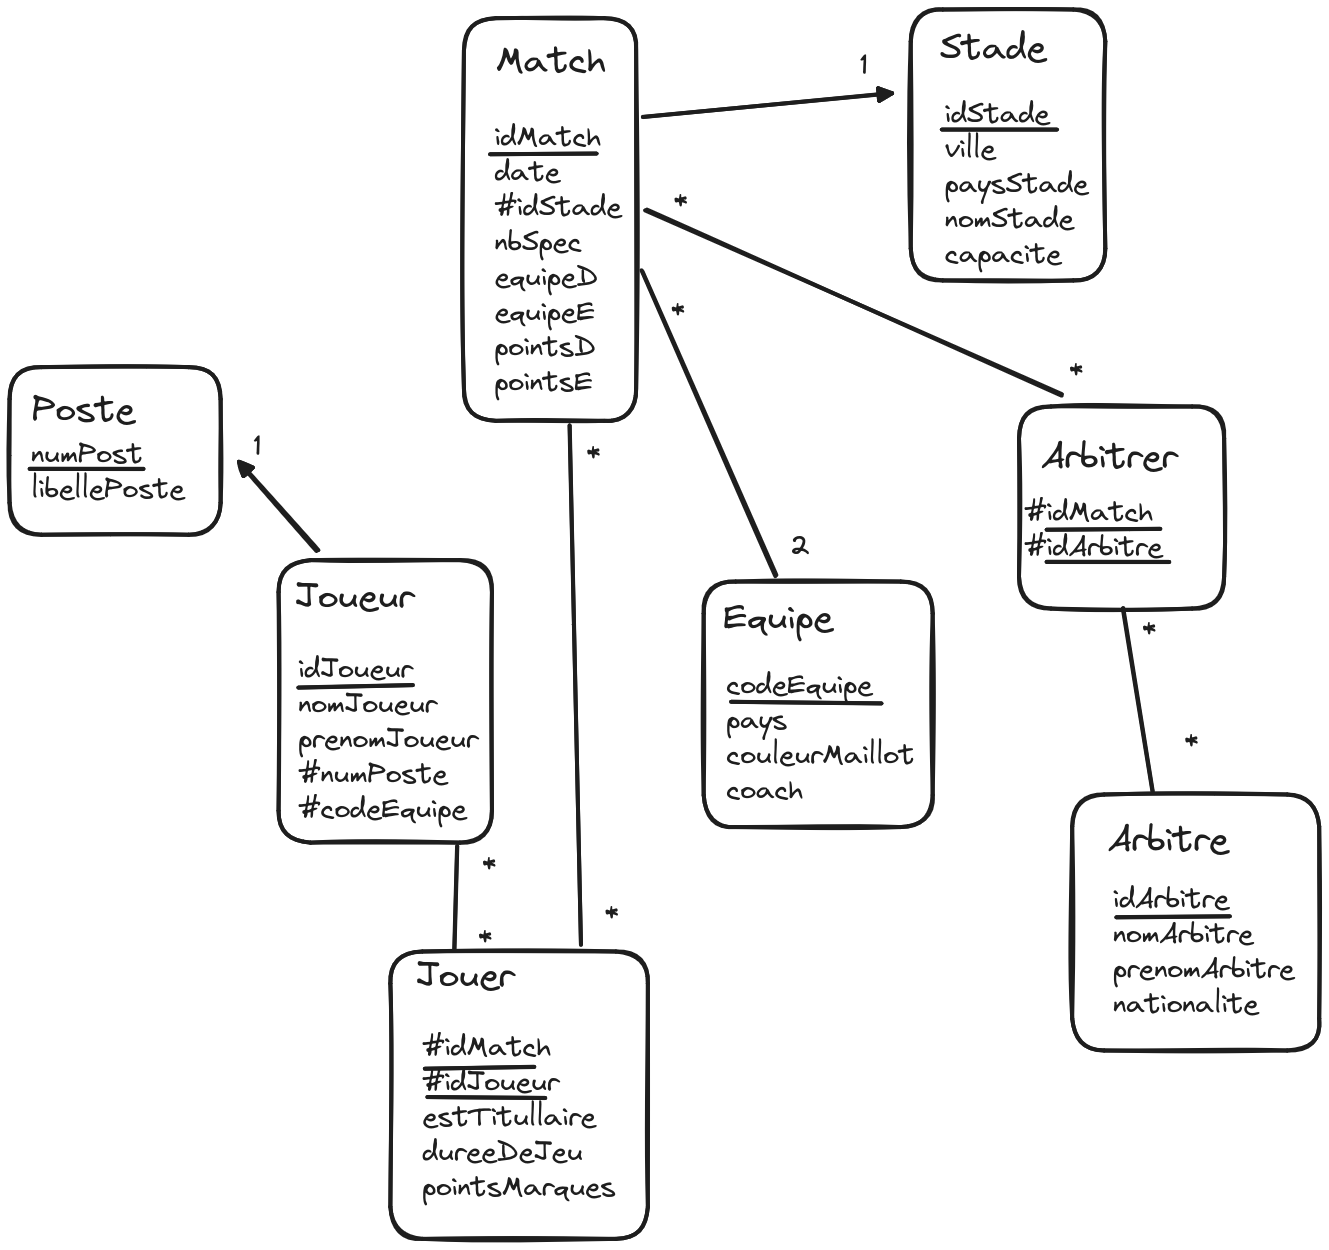 Match
idMatch
date
#idStade
nbSpec
equipeD
equipeE
pointsD
pointsE
1
Stade
idStade
ville
paysStade
nomStade
capacite
*
*
*
2
*
Poste
numPost
libellePoste
1
Joueur
idJoueur
nomJoueur
prenomJoueur
#numPoste
#codeEquipe
*
*
*
Equipe
codeEquipe
pays
couleurMaillot
coach
Arbitrer
#idMatch
#idArbitre
*
*
Jouer
#idMatch
#idJoueur
estTitullaire
dureeDeJeu
pointsMarques
Arbitre
idArbitre
nomArbitre
prenomArbitre
nationalite